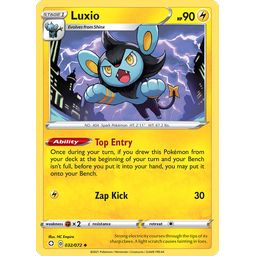 STAGE 1 Luxio HP 90
Evolves from Shinx
NO. 404 Spark Pokémon HT: 2'11" WT: 67.2 lbs.
Ability Top Entry
Once during your turn, if you drew this Pokémon from your
deck at the beginning of your turn and your Bench
isn't full, before you put it into your hand, you may put it
onto your Bench.
Zap Kick 30
weakness ×2 resistance retreat
Illus. HC Empire
Strong electricity courses through the tips of its
sharp claws. A light scratch causes fainting in foes.
032/072
©2021 Pokémon / Nintendo / Creatures / GAME FREAK